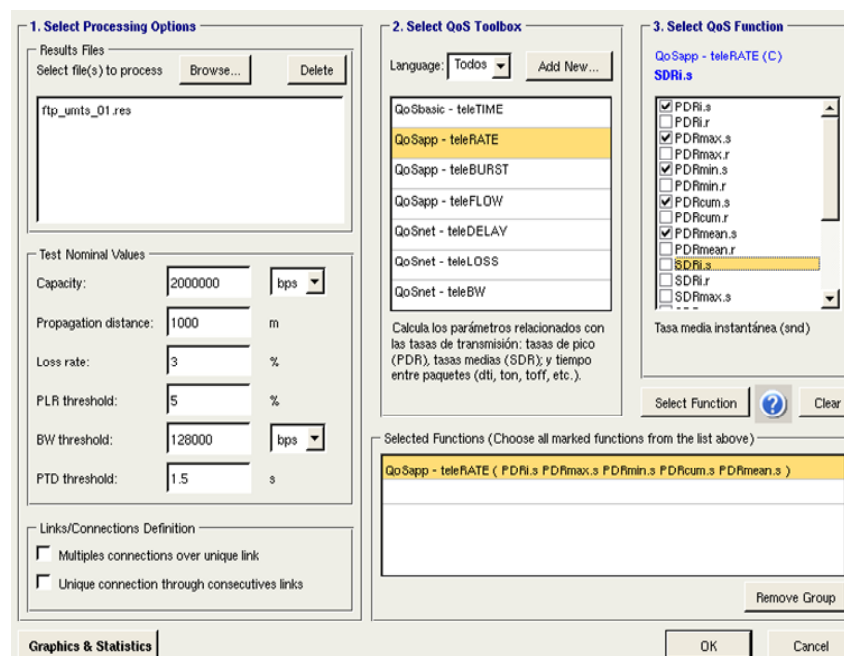 1. Select Processing Options
Results Files
Select file(s) to process
Browse...
Delete
ftp_umts_01.res
Test Nominal Values
Capacity:
2000000
bps
Propagation distance:
1000
m
Loss rate:
3
%
PLR threshold:
5
%
BW threshold:
128000
bps
PTD threshold:
1.5
s
Links/Connections Definition
Multiples connections over unique link
Unique connection through consecutives links
Graphics & Statistics
2. Select QoS Toolbox
Language:
Todos
Add New...
QoSbasic - teleTIME
QoSapp - teleRATE
QoSapp - teleBURST
QoSapp - teleFLOW
QoSnet - teleDELAY
QoSnet - teleLOSS
QoSnet - teleBW
Calcula los parámetros relacionados con
las tasas de transmisión: tasas de pico
(PDR), tasas medias (SDR); y tiempo
entre paquetes (dti, ton, toff, etc.).
3. Select QoS Function
QoSapp - teleRATE (C)
SDRi.s
PDRi.s
PDRi.r
PDRmax.s
PDRmax.r
PDRmin.s
PDRmin.r
PDRcum.s
PDRcum.r
PDRmean.s
PDRmean.r
SDRi.s
SDRi.r
SDRmax.s
Tasa media instantánea (snd)
Select Function
?
Clear
Selected Functions (Choose all marked functions from the list above)
QoSapp - teleRATE ( PDRi.s PDRmax.s PDRmin.s PDRcum.s PDRmean.s )
Remove Group
OK
Cancel